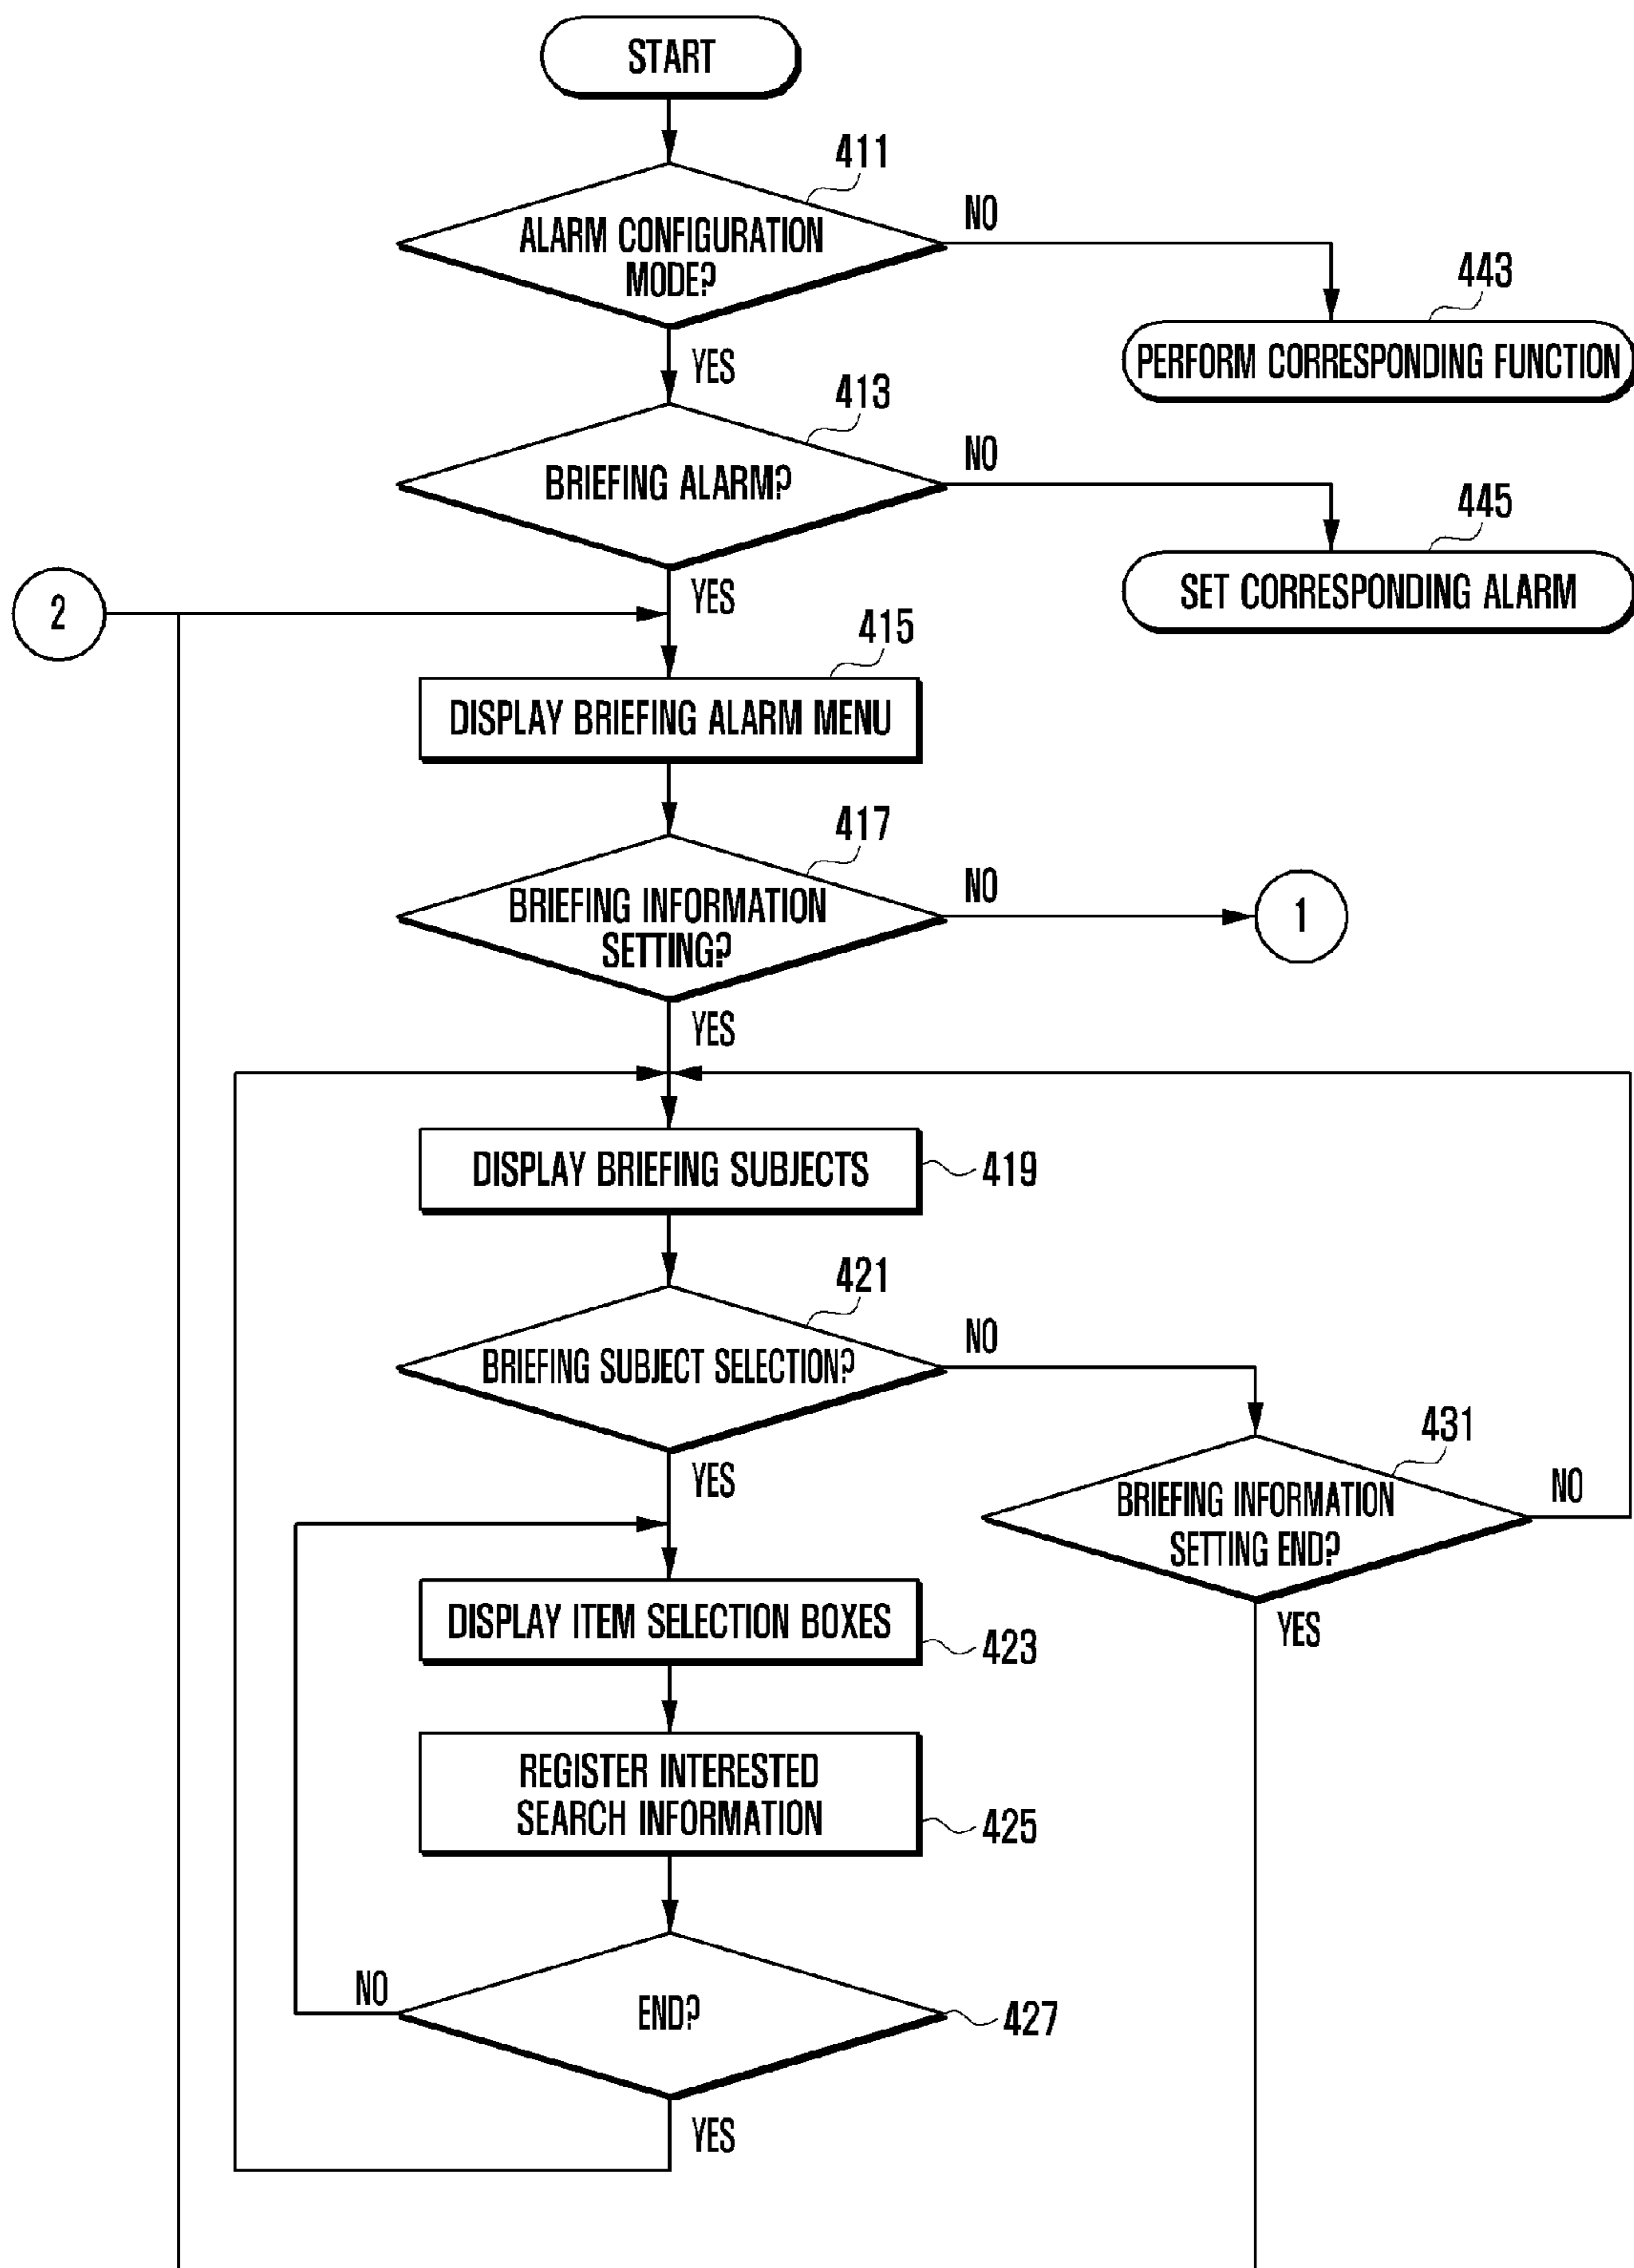 START
411
ALARM CONFIGURATION
MODE?
NO
443
PERFORM CORRESPONDING FUNCTION
YES
413
BRIEFING ALARM?
NO
445
SET CORRESPONDING ALARM
YES
2
415
DISPLAY BRIEFING ALARM MENU
417
BRIEFING INFORMATION
SETTING?
NO
1
YES
DISPLAY BRIEFING SUBJECTS
419
421
BRIEFING SUBJECT SELECTION?
NO
431
BRIEFING INFORMATION
SETTING END?
NO
YES
YES
DISPLAY ITEM SELECTION BOXES
423
REGISTER INTERESTED
SEARCH INFORMATION
425
NO
END?
427
YES